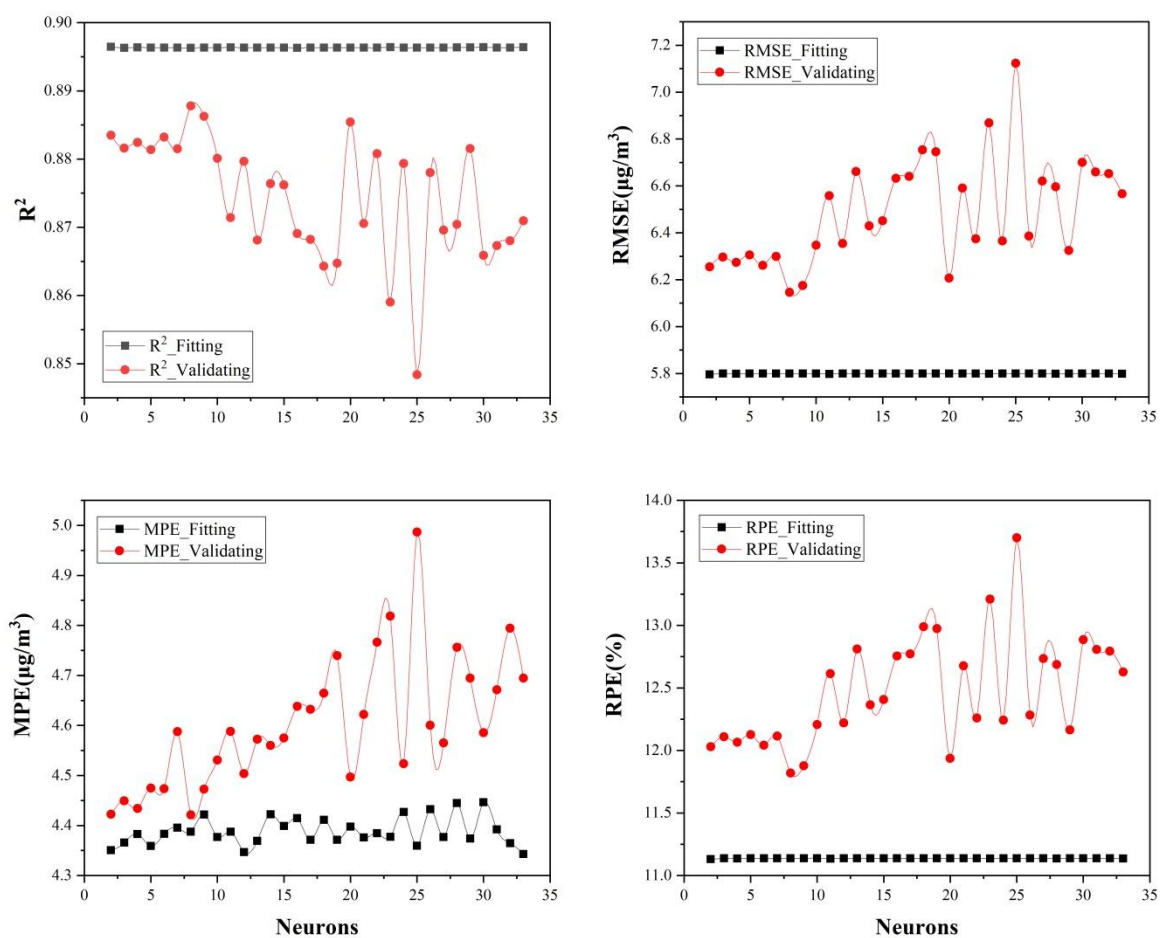 0.90
0.89
0.88
0.87
0.86
0.85
R²
R²_Fitting
R²_Validating
0 5 10 15 20 25 30 35
7.2
7.0
6.8
6.6
6.4
6.2
6.0
5.8
RMSE(μg/m³)
RMSE_Fitting
RMSE_Validating
0 5 10 15 20 25 30 35
5.0
4.9
4.8
4.7
4.6
4.5
4.4
4.3
MPE(μg/m³)
MPE_Fitting
MPE_Validating
0 5 10 15 20 25 30 35
Neurons
14.0
13.5
13.0
12.5
12.0
11.5
11.0
RPE(%)
RPE_Fitting
RPE_Validating
0 5 10 15 20 25 30 35
Neurons